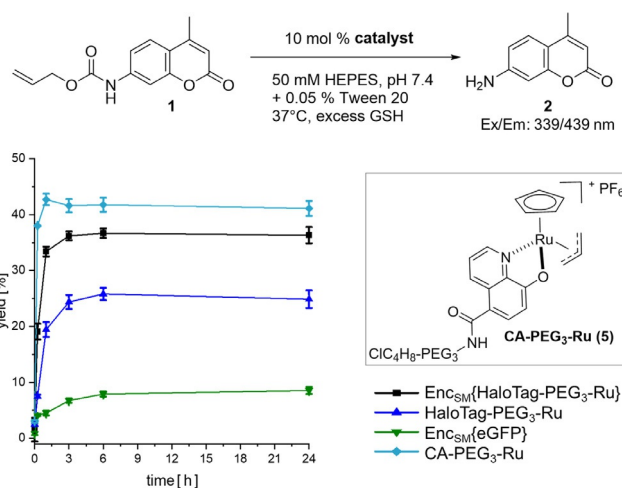 O
O
N
H
O
O
1
10 mol % catalyst
50 mM HEPES, pH 7.4
+ 0.05 % Tween 20
37°C, excess GSH
H₂N
O
O
2
Ex/Em: 339/439 nm
yield [%]
50
40
30
20
10
0
0
3
6
9
12
15
18
21
24
time [h]
+ PF₆
Ru
N
O
O
NH
ClC₄H₈-PEG₃
CA-PEG₃-Ru (5)
Enc_SM{HaloTag-PEG₃-Ru}
HaloTag-PEG₃-Ru
Enc_SM{eGFP}
CA-PEG₃-Ru